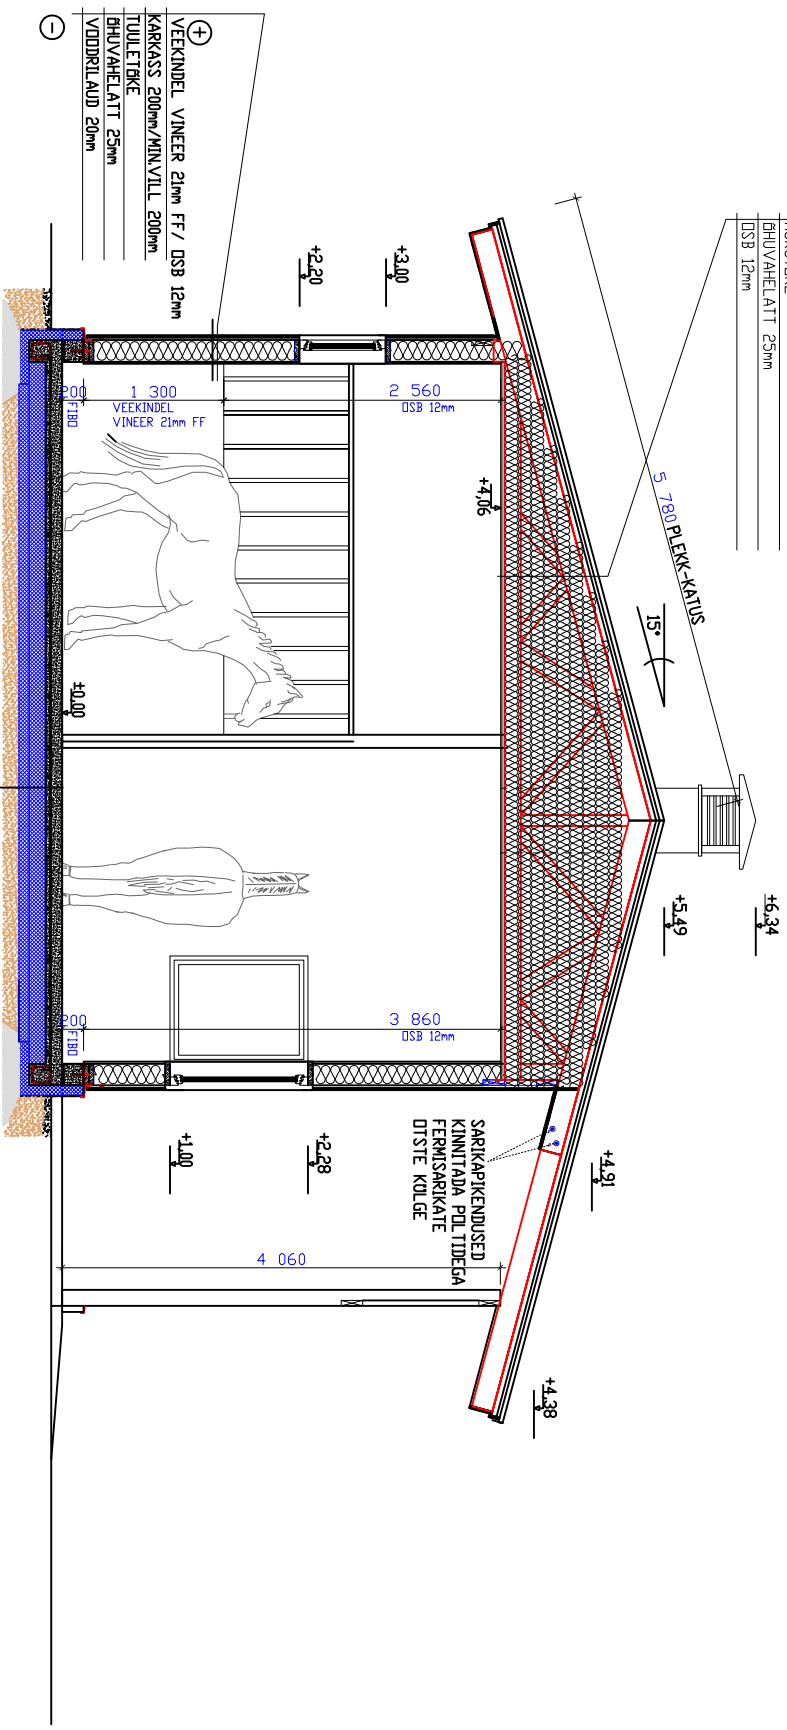 ÕHUVAHELATT 25mm
OSB 12mm
5 780
PLEKK-KATUS
15°
+6,34
+5,49
+4,91
+4,38
+4,06
+3,00
+2,20
+2,28
+1,00
±0,00
2 560
OSB 12mm
1 300
VEEKINDEL
VINEER 21mm FF
200
FIBO
3 860
OSB 12mm
200
FIBO
4 060
SARIKAPIKENDUSED
KINNITADA POLTIDEGA
FERMISARIKATE
OTSTE KÜLGE
+
VEEKINDEL VINEER 21mm FF/ OSB 12mm
KARKASS 200mm/MIN.VILL 200mm
TUULETÕKE
ÕHUVAHELATT 25mm
VOODRILAUD 20mm
-